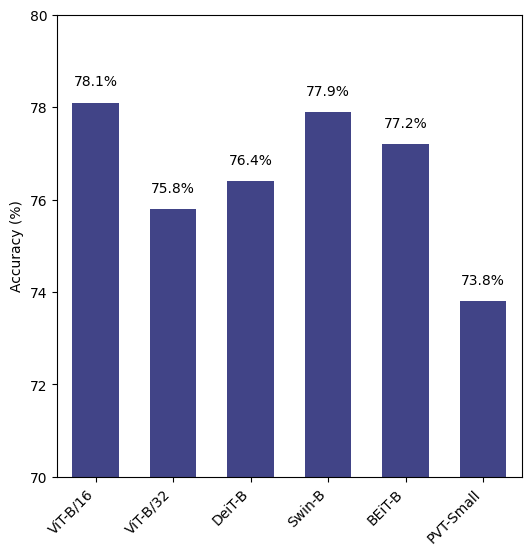 80
78
76
74
72
70
Accuracy (%)
78.1%
75.8%
76.4%
77.9%
77.2%
73.8%
ViT-B/16
ViT-B/32
DeiT-B
Swin-B
BEiT-B
PVT-Small